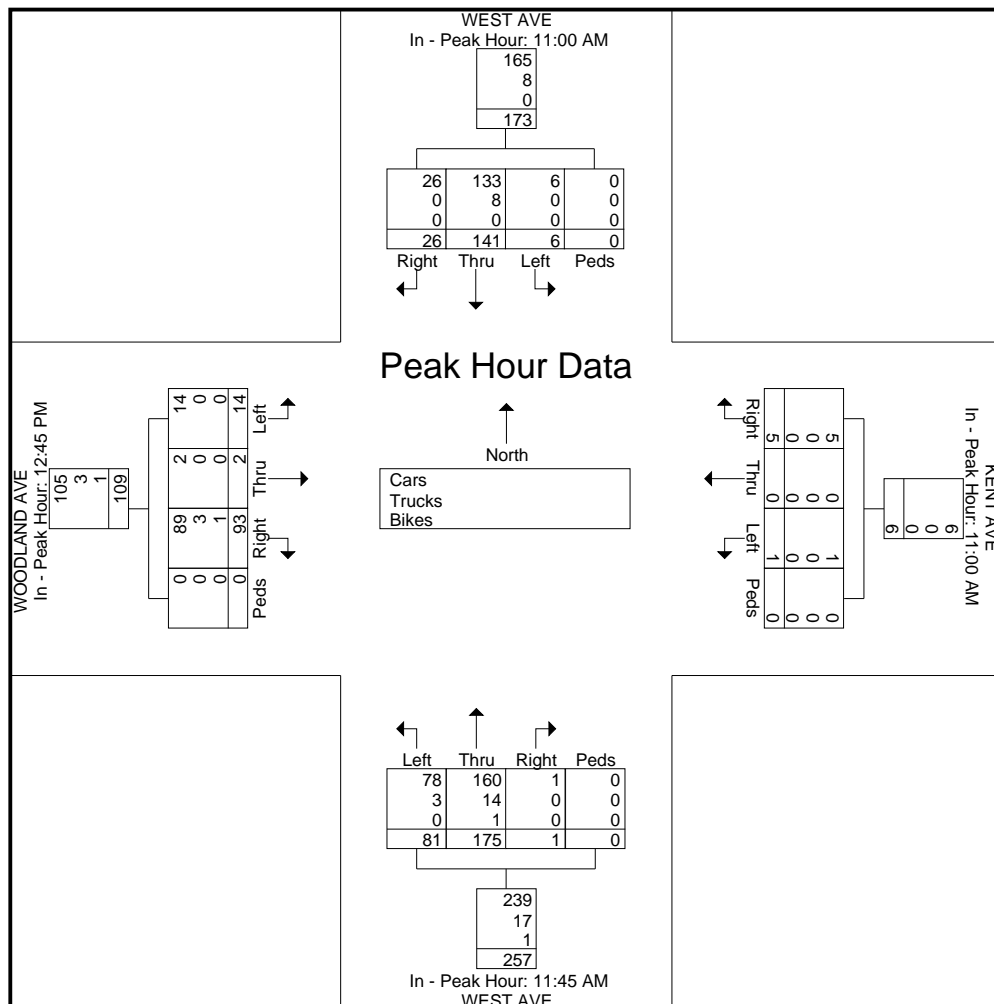 WEST AVE
In - Peak Hour: 11:00 AM
165
8
0
173
26 133 6 0
0 8 0 0
0 0 0 0
26 141 6 0
Right Thru Left Peds
Peak Hour Data
North
Cars
Trucks
Bikes
WOODLAND AVE
In - Peak Hour: 12:45 PM
105
3
1
109
14 0 0 14
2 0 0 2
89 3 1 93
0 0 0 0
Left
Thru
Right
Peds
KENT AVE
In - Peak Hour: 11:00 AM
6
0
0
6
5 0 0 5
0 0 0 0
1 0 0 1
0 0 0 0
Right
Thru
Left
Peds
Left Thru Right Peds
78 160 1 0
3 14 0 0
0 1 0 0
81 175 1 0
239
17
1
257
In - Peak Hour: 11:45 AM
WEST AVE